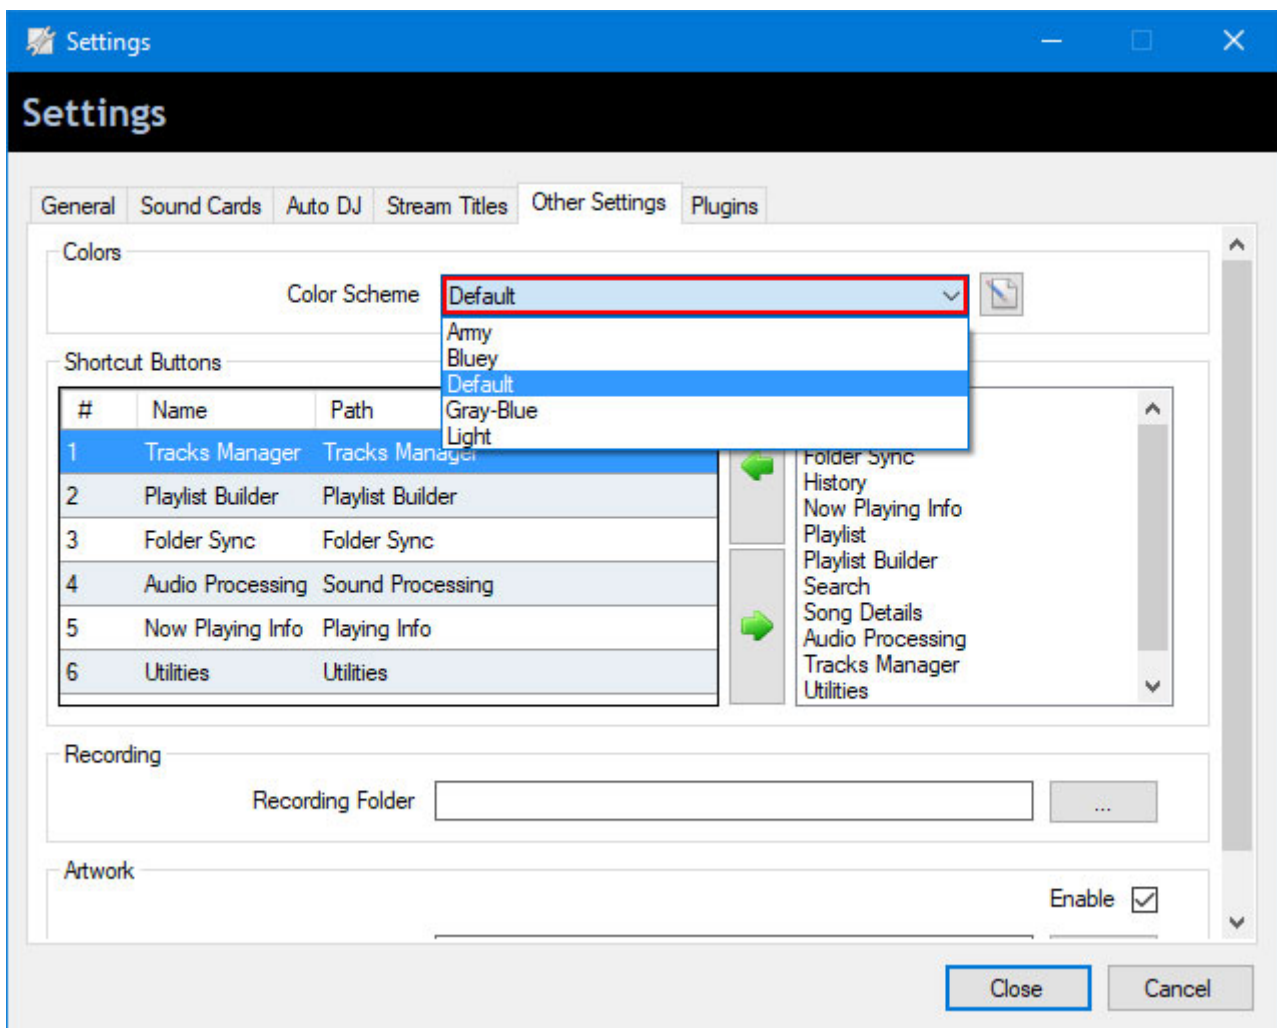 Settings
Settings
General Sound Cards Auto DJ Stream Titles Other Settings Plugins
Colors
Color Scheme Default
Army
Bluey
Default
Gray-Blue
Light
Shortcut Buttons
# Name Path
1 Tracks Manager Tracks Manager
2 Playlist Builder Playlist Builder
3 Folder Sync Folder Sync
4 Audio Processing Sound Processing
5 Now Playing Info Playing Info
6 Utilities Utilities
Folder Sync
History
Now Playing Info
Playlist
Playlist Builder
Search
Song Details
Audio Processing
Tracks Manager
Utilities
Recording
Recording Folder ...
Artwork
Enable
Close Cancel